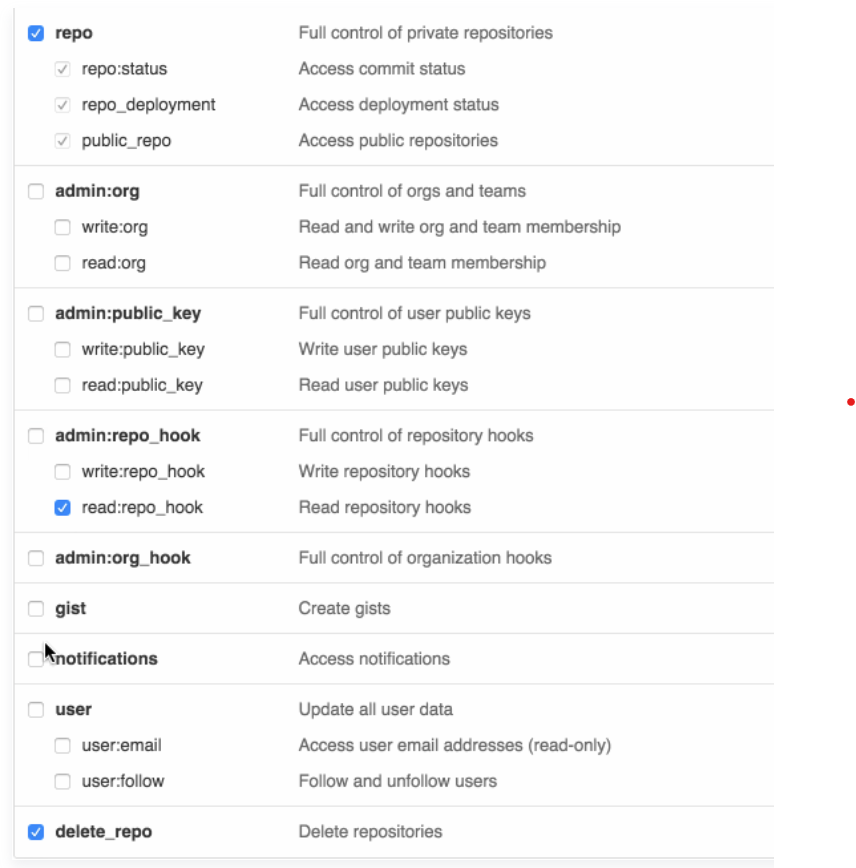 repo Full control of private repositories
repo:status Access commit status
repo_deployment Access deployment status
public_repo Access public repositories
admin:org Full control of orgs and teams
write:org Read and write org and team membership
read:org Read org and team membership
admin:public_key Full control of user public keys
write:public_key Write user public keys
read:public_key Read user public keys
admin:repo_hook Full control of repository hooks
write:repo_hook Write repository hooks
read:repo_hook Read repository hooks
admin:org_hook Full control of organization hooks
gist Create gists
notifications Access notifications
user Update all user data
user:email Access user email addresses (read-only)
user:follow Follow and unfollow users
delete_repo Delete repositories